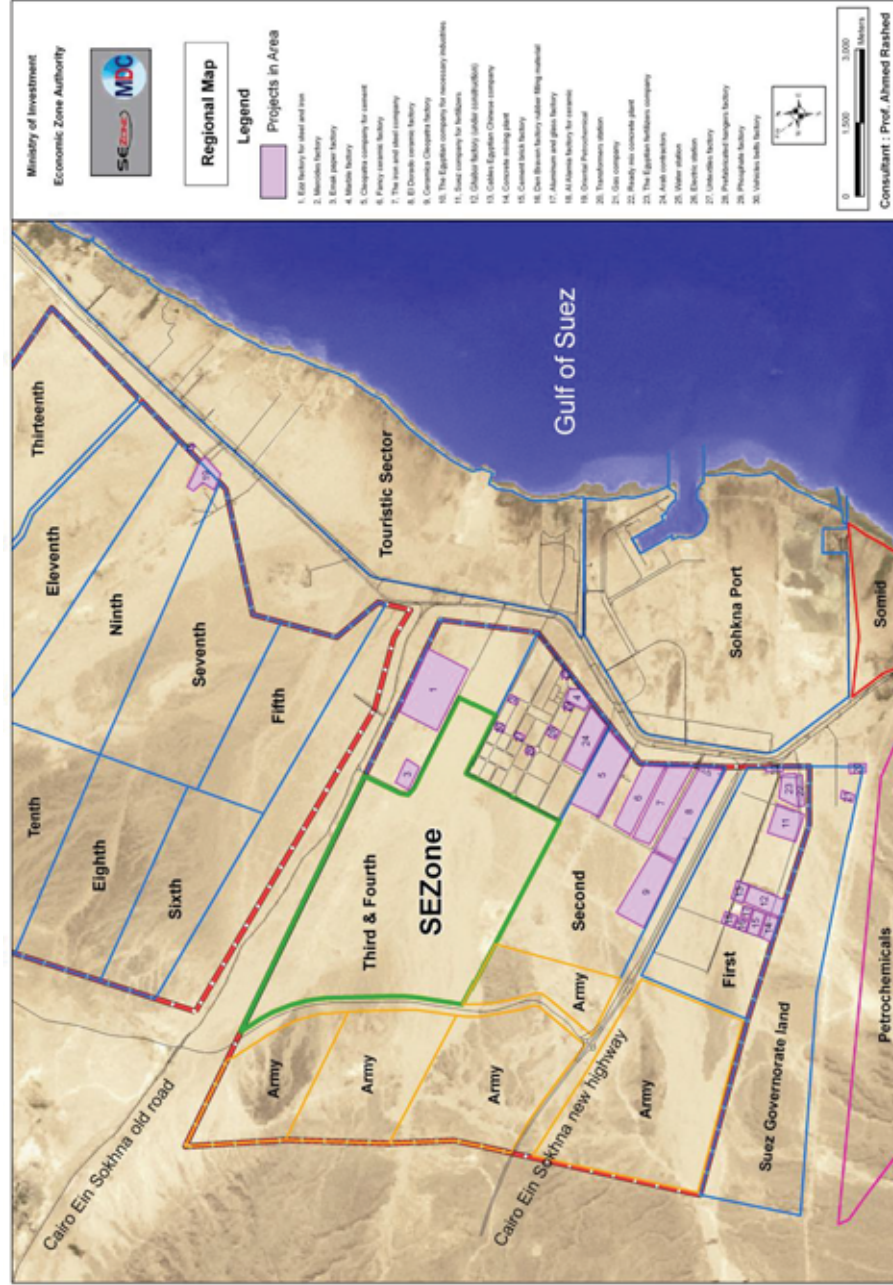 Ministry of Investment
Economic Zone Authority
SEZone
MDC
Regional Map
Legend
Projects in Area
1. Ezz factory for steel and iron
2. Mercides factory
3. Emak paper factory
4. Marble factory
5. Cleopatra company for cement
6. Fancy ceramic factory
7. The iron and steel company
8. El Dorado ceramic factory
9. Ceramica Cleopatra factory
10. The Egyptian company for necessary industries
11. Suez company for fertilizers
12. Ghabor factory (under construction)
13. Cables Egyptian Chinese company
14. Concrete mixing plant
15. Cement brick factory
16. Den Braven factory rubber filling material
17. Aluminum and glass factory
18. Al Alamia factory for ceramic
19. Oriental Petrochemical
20. Transformers station
21. Gas company
22. Ready mix concrete plant
23. The Egyptian fertilizers company
24. Arab contractors
25. Water station
26. Electric station
27. factory
28. Prefabricated hangers factory
29. Phosphate factory
30. Vehicles belts factory
0 1,500 3,000
Meters
Consultant : Prof. Ahmed Rashed
Thirteenth
Eleventh
Ninth
Seventh
Fifth
Tenth
Eighth
Sixth
Touristic Sector
Gulf of Suez
Third & Fourth
SEZone
Second
First
Army
Army
Army
Army
Army
Sohkna Port
Somid
Suez Governorate land
Petrochemicals
Cairo Ein Sokhna old road
Cairo Ein Sokhna new highway
1
3
4
24
5
6
7
8
9
11
23
22
13
12
15
14